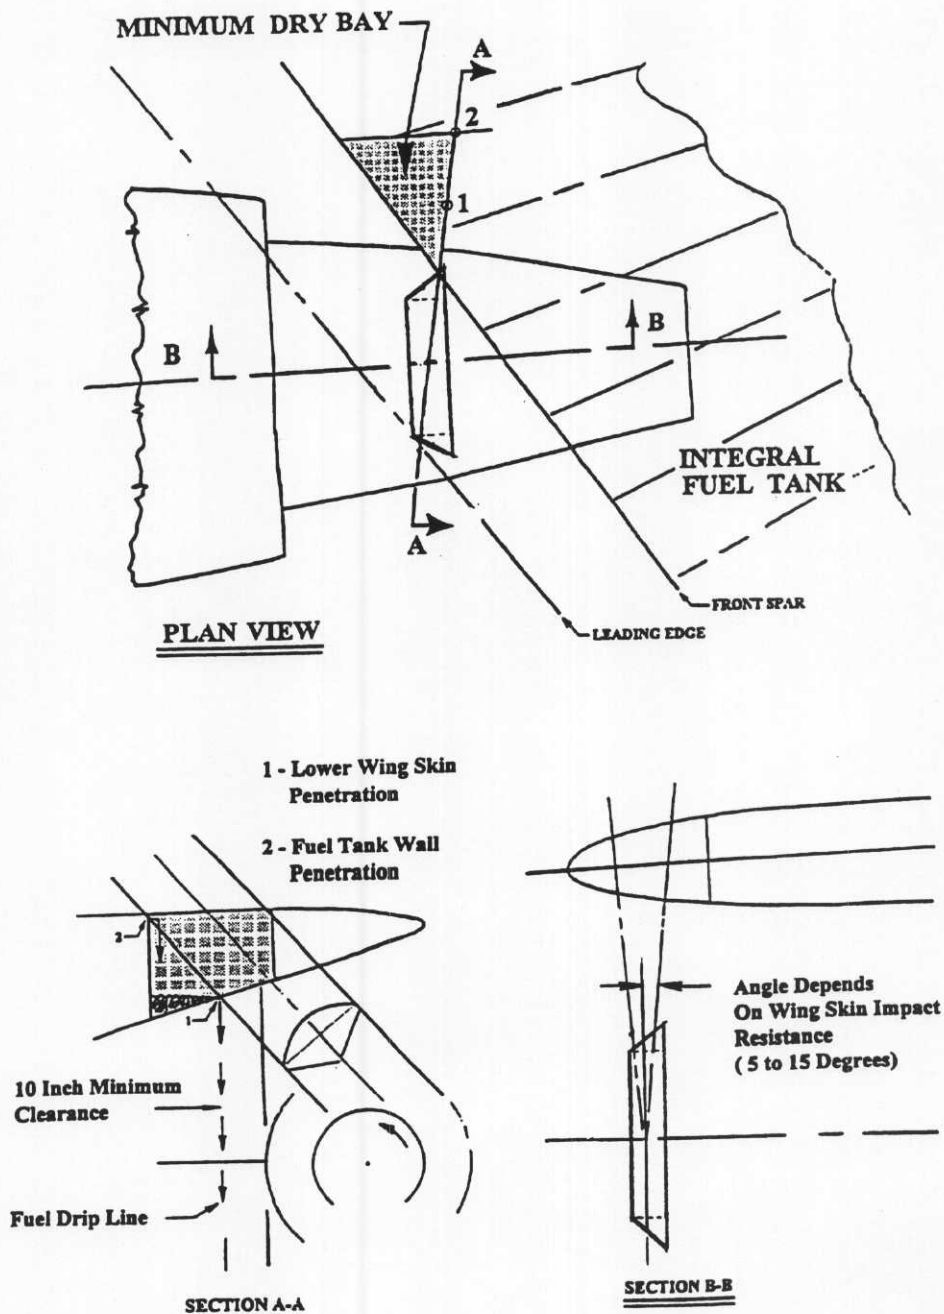 MINIMUM DRY BAY
A
2
1
B
B
INTEGRAL
FUEL TANK
A
FRONT SPAR
LEADING EDGE
PLAN VIEW
1 - Lower Wing Skin
Penetration
2 - Fuel Tank Wall
Penetration
2
1
10 Inch Minimum
Clearance
Fuel Drip Line
SECTION A-A
Angle Depends
On Wing Skin Impact
Resistance
( 5 to 15 Degrees)
SECTION B-B